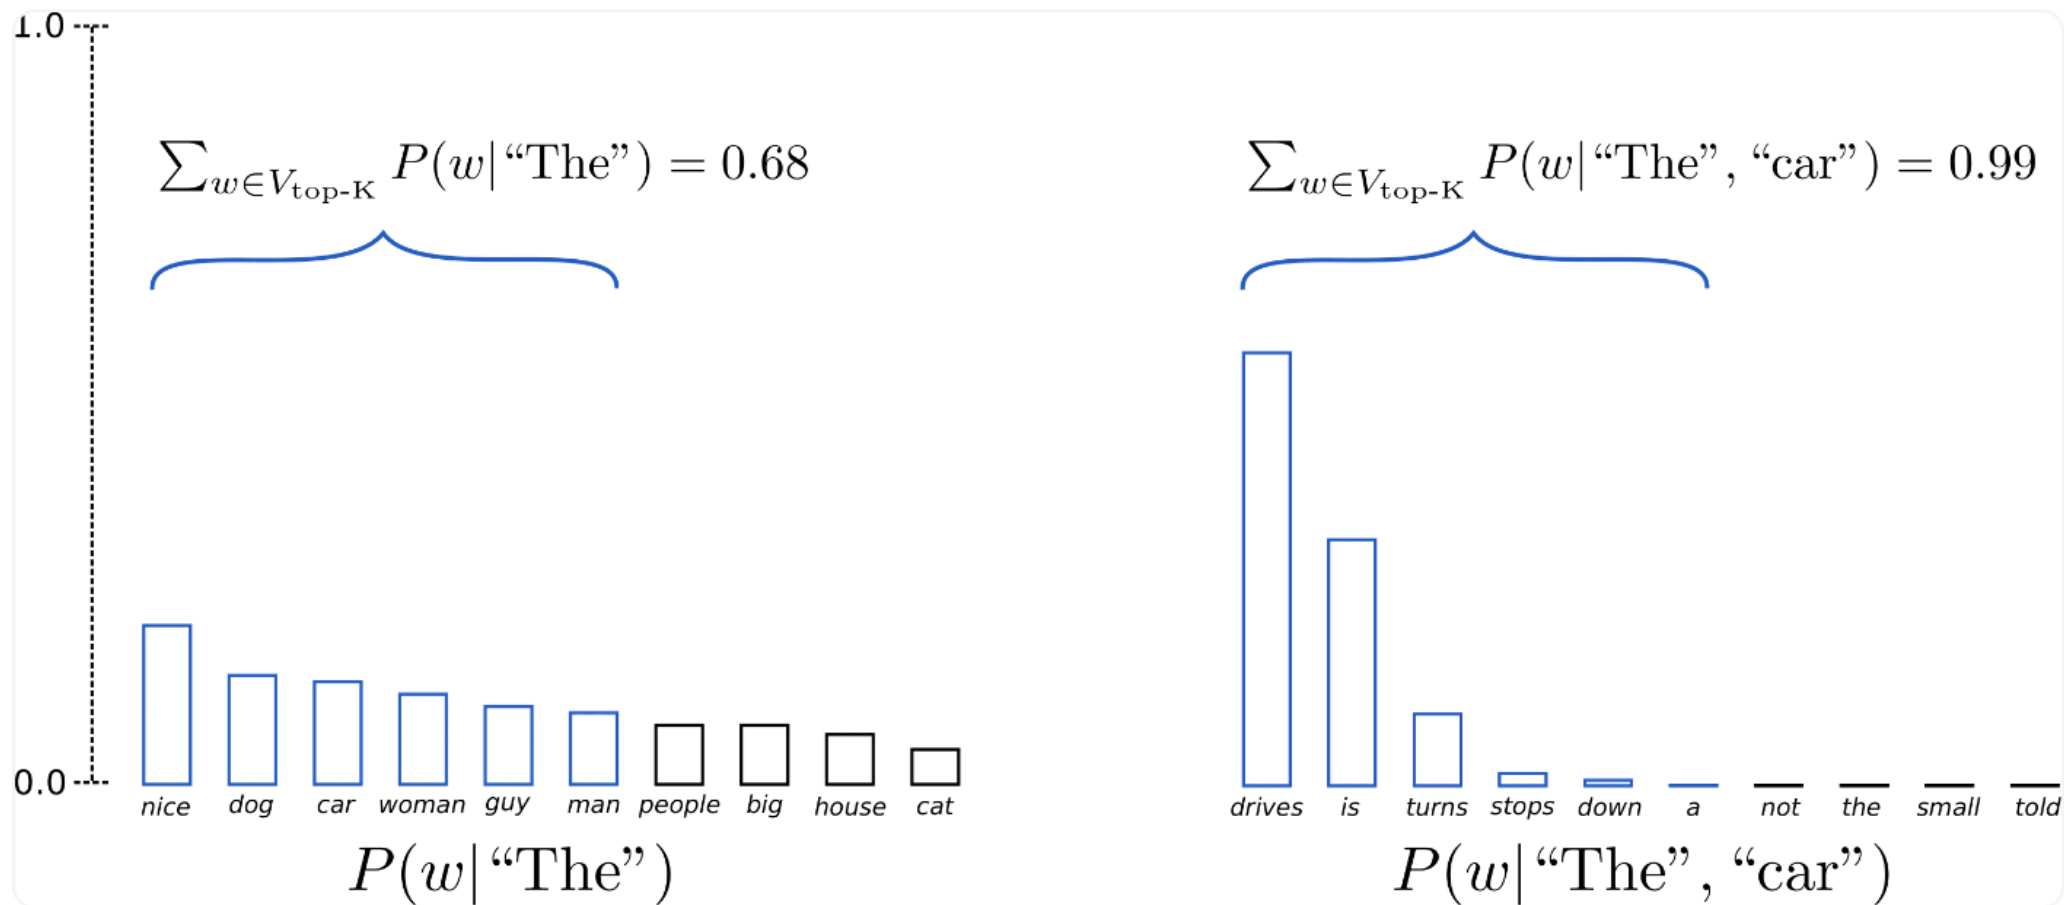 1.0
∑w∈Vtop-K P(w|“The”) = 0.68
∑w∈Vtop-K P(w|“The”, “car”) = 0.99
0.0
nice dog car woman guy man people big house cat
drives is turns stops down a not the small told
P(w|“The”)
P(w|“The”, “car”)